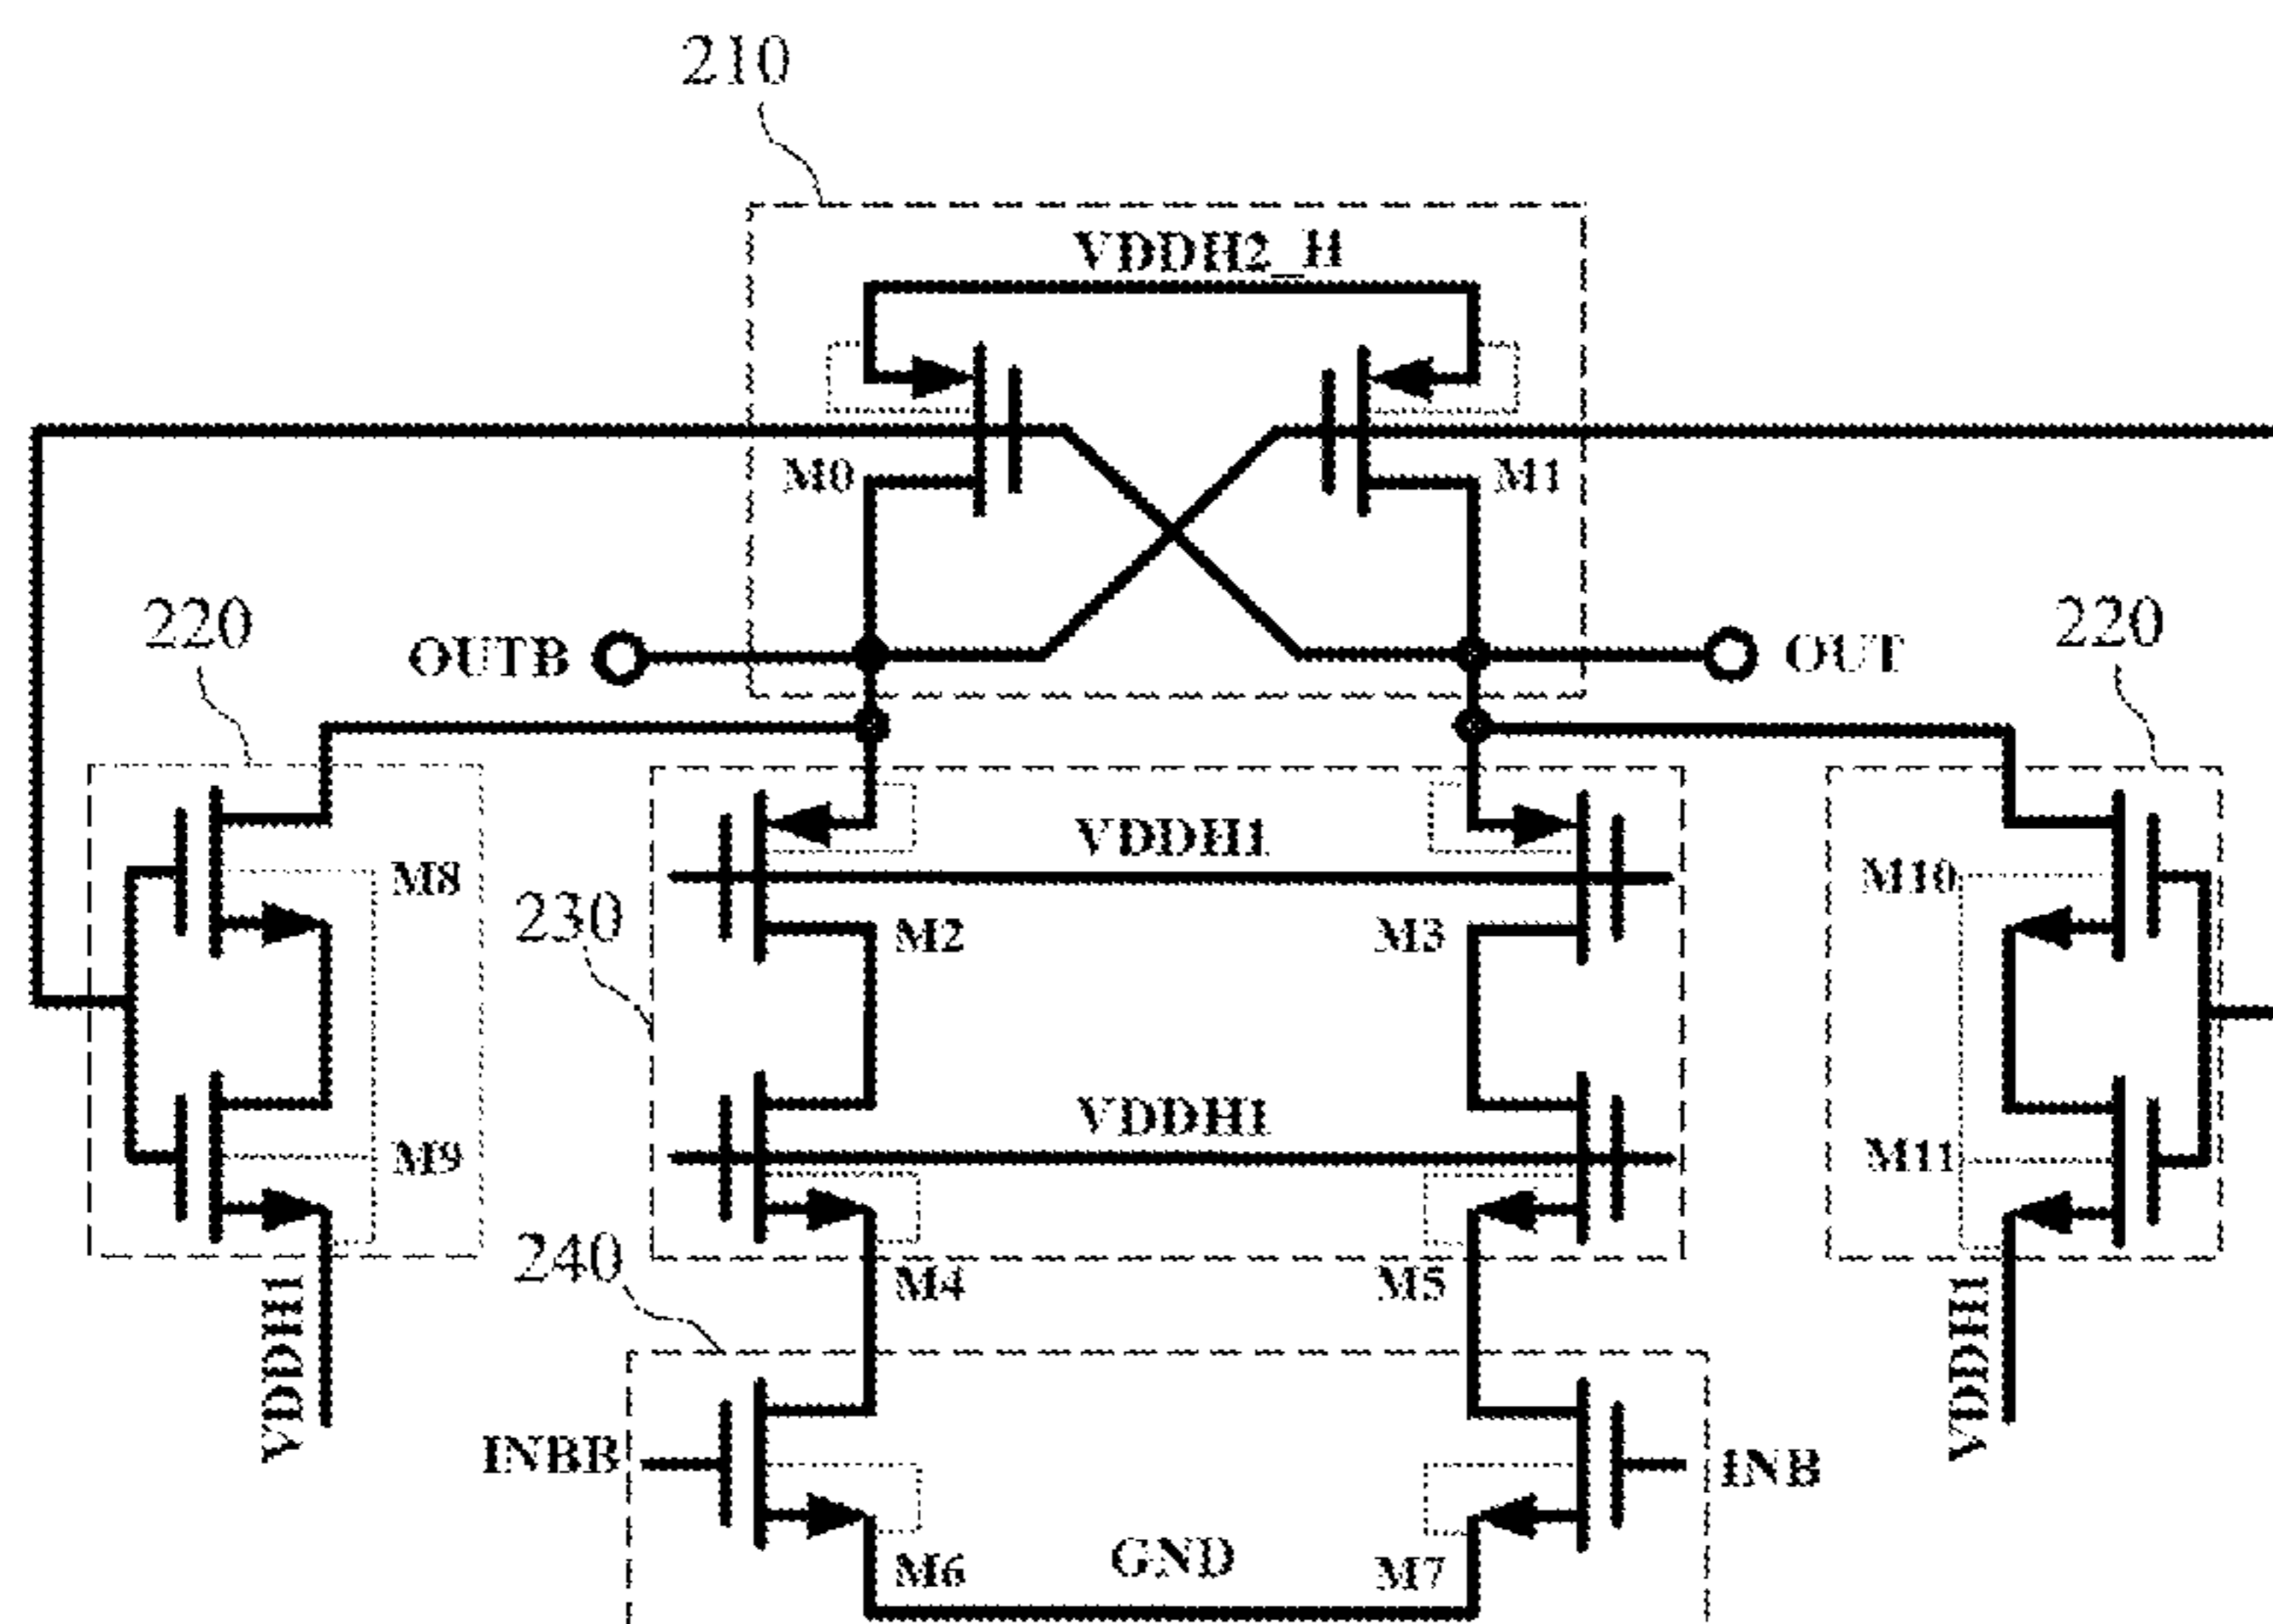 210
VDDH2_H
M0
M1
220
OUTB
OUT
220
M8
VDDH1
M10
230
M2
M3
M9
VDDH1
M11
240
M4
M5
VDDH1
VDDH1
INBB
INB
M6
GND
M7